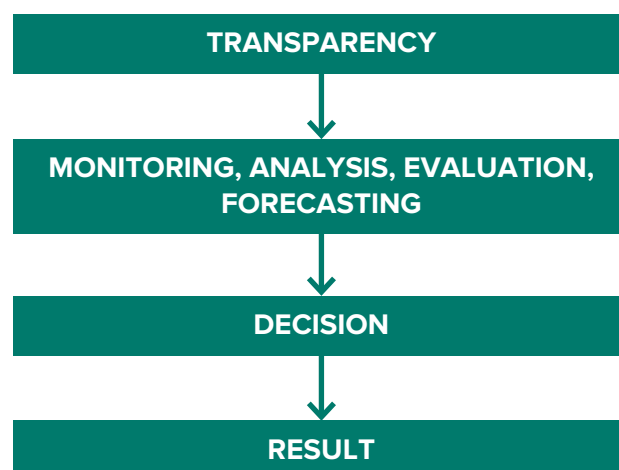 TRANSPARENCY
MONITORING, ANALYSIS, EVALUATION,
FORECASTING
DECISION
RESULT